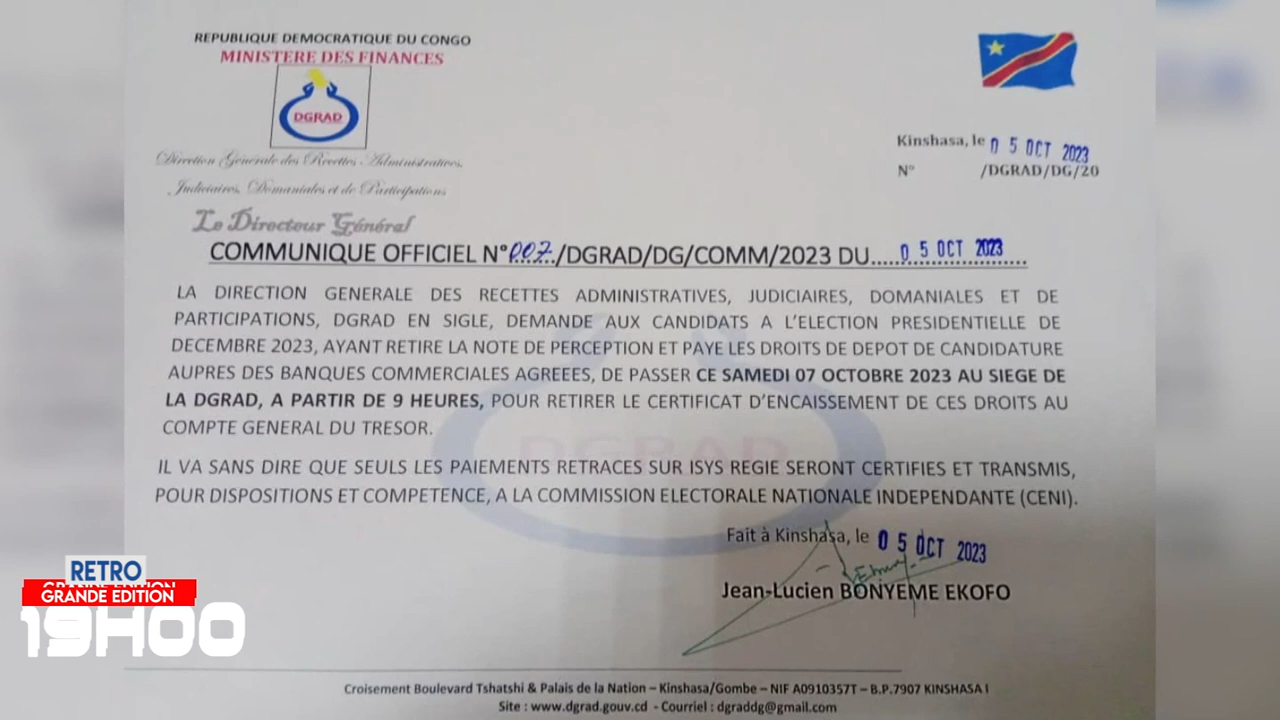 REPUBLIQUE DEMOCRATIQUE DU CONGO
MINISTERE DES FINANCES
DGRAD
Direction Générale des Recettes Administratives,
Judiciaires, Domaniales et de Participations
Le Directeur Général
Kinshasa, le 05 OCT 2023
N° /DGRAD/DG/20
COMMUNIQUE OFFICIEL N°007/DGRAD/DG/COMM/2023 DU.....05 OCT 2023
LA DIRECTION GENERALE DES RECETTES ADMINISTRATIVES, JUDICIAIRES, DOMANIALES ET DE
PARTICIPATIONS, DGRAD EN SIGLE, DEMANDE AUX CANDIDATS A L'ELECTION PRESIDENTIELLE DE
DECEMBRE 2023, AYANT RETIRE LA NOTE DE PERCEPTION ET PAYE LES DROITS DE DEPOT DE CANDIDATURE
AUPRES DES BANQUES COMMERCIALES AGREEES, DE PASSER CE SAMEDI 07 OCTOBRE 2023 AU SIEGE DE
LA DGRAD, A PARTIR DE 9 HEURES, POUR RETIRER LE CERTIFICAT D'ENCAISSEMENT DE CES DROITS AU
COMPTE GENERAL DU TRESOR.
IL VA SANS DIRE QUE SEULS LES PAIEMENTS RETRACES SUR ISYS REGIE SERONT CERTIFIES ET TRANSMIS,
POUR DISPOSITIONS ET COMPETENCE, A LA COMMISSION ELECTORALE NATIONALE INDEPENDANTE (CENI).
Fait à Kinshasa, le 05 OCT 2023
Jean-Lucien BONYEME EKOFO
Croisement Boulevard Tshatshi & Palais de la Nation – Kinshasa/Gombe – NIF A0910357T – B.P.7907 KINSHASA I
Site : www.dgrad.gouv.cd - Courriel : dgraddg@gmail.com
RETRO
GRANDE EDITION
19H00